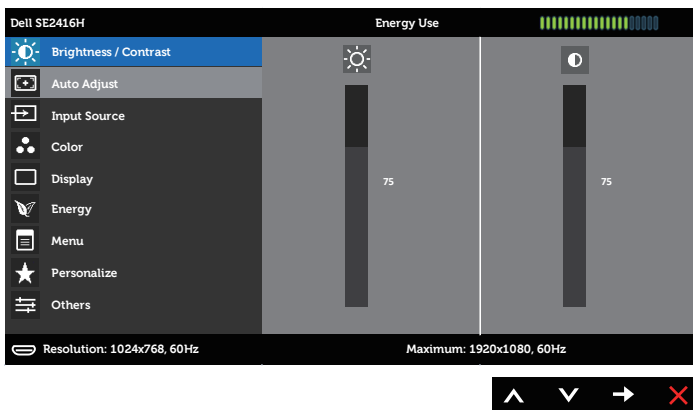 Dell SE2416H
Energy Use
Brightness / Contrast
Auto Adjust
Input Source
Color
Display
Energy
Menu
Personalize
Others
75
75
Resolution: 1024x768, 60Hz
Maximum: 1920x1080, 60Hz